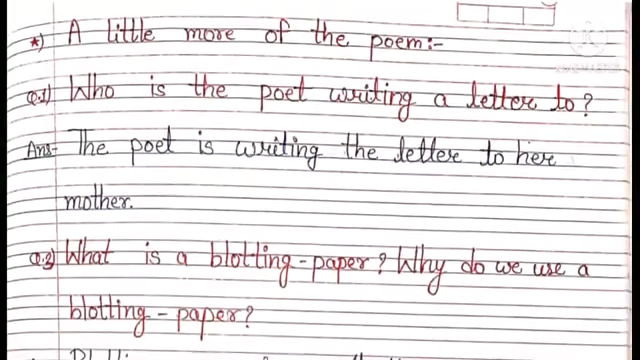 *) A little more of the poem:-
Q.1) Who is the poet writing a letter to?
Ans- The poet is writing the letter to her
mother.
Q.2) What is a blotting-paper? Why do we use a
blotting-paper?